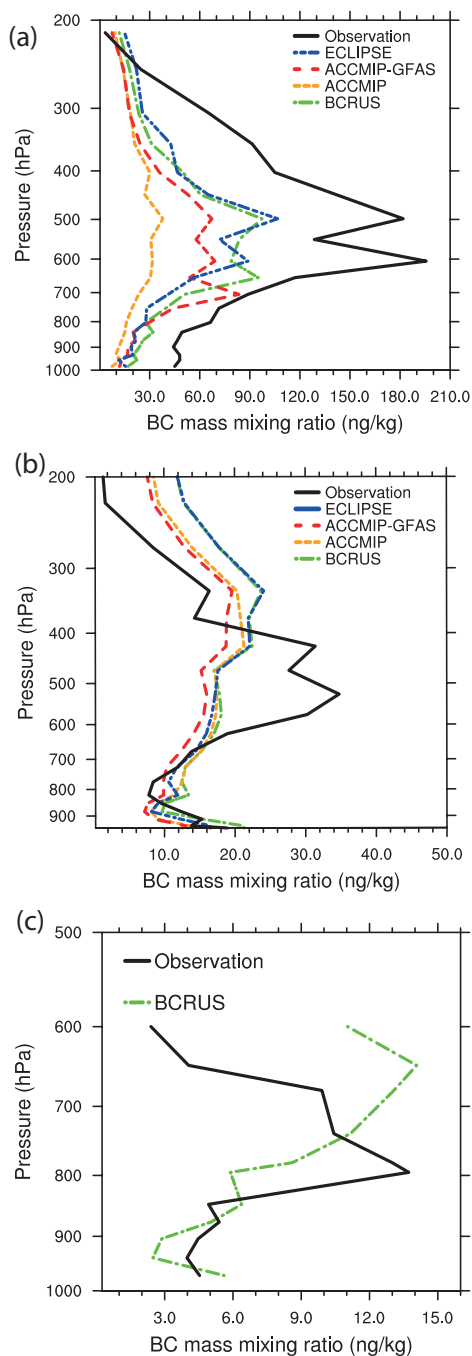 (a)
200
300
400
500
600
700
800
900
1000
Pressure (hPa)
Observation
ECLIPSE
ACCMIP-GFAS
ACCMIP
BCRUS
30.0 60.0 90.0 120.0 150.0 180.0 210.0
BC mass mixing ratio (ng/kg)
(b)
200
300
400
500
600
700
800
900
Pressure (hPa)
Observation
ECLIPSE
ACCMIP-GFAS
ACCMIP
BCRUS
10.0 20.0 30.0 40.0 50.0
BC mass mixing ratio (ng/kg)
(c)
500
600
700
800
900
1000
Pressure (hPa)
Observation
BCRUS
3.0 6.0 9.0 12.0 15.0
BC mass mixing ratio (ng/kg)